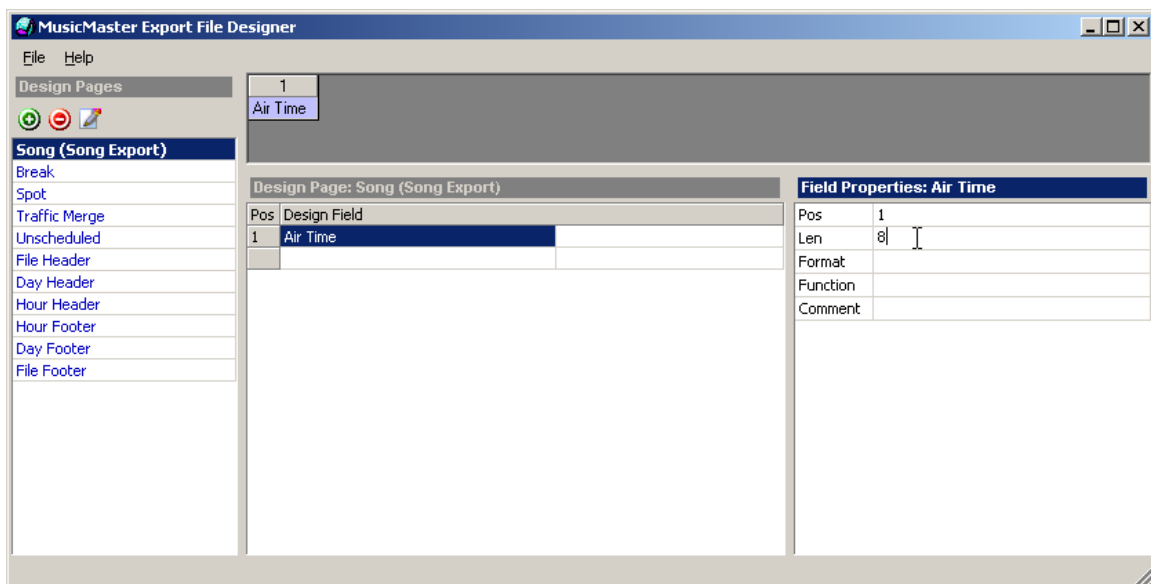 MusicMaster Export File Designer
File Help
Design Pages
1
Air Time
Song (Song Export)
Break
Spot
Traffic Merge
Unscheduled
File Header
Day Header
Hour Header
Hour Footer
Day Footer
File Footer
Design Page: Song (Song Export)
Pos Design Field
1 Air Time
Field Properties: Air Time
Pos 1
Len 8
Format
Function
Comment